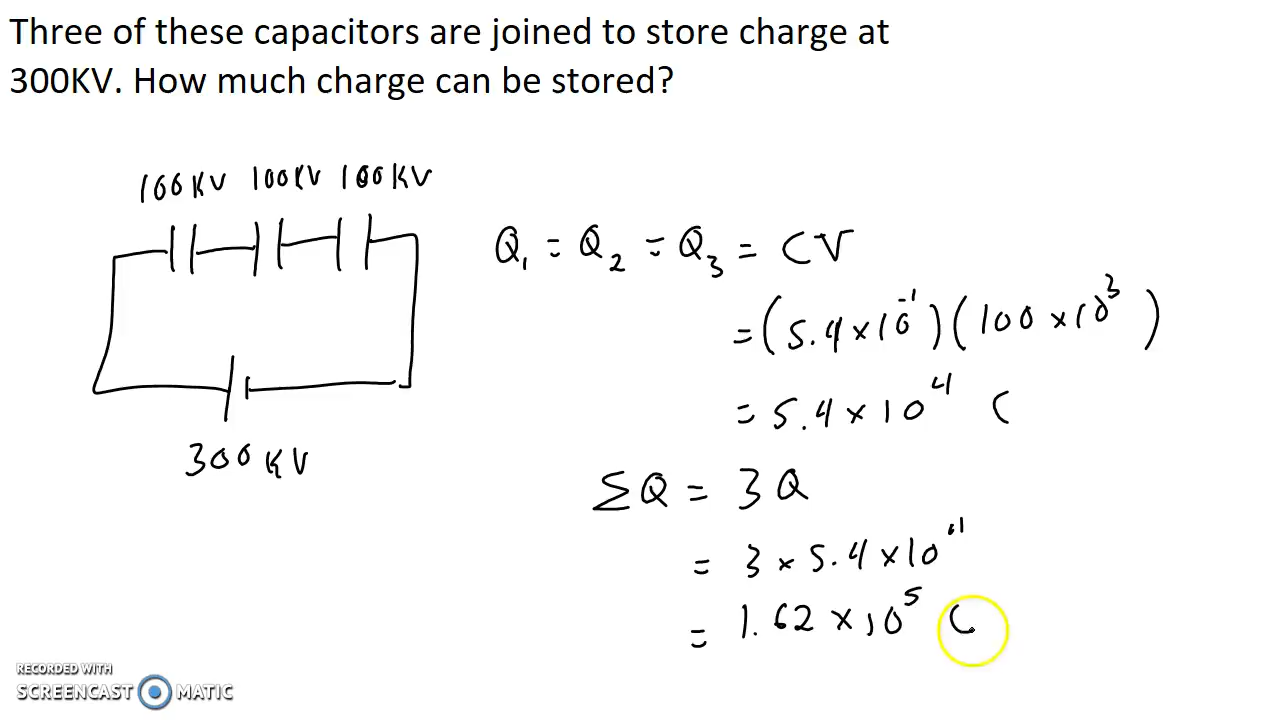 Three of these capacitors are joined to store charge at
300KV. How much charge can be stored?
100KV 100KV 100KV
300KV
Q₁ = Q₂ = Q₃ = CV
= (5.4×10⁻¹)(100×10³)
= 5.4×10⁴ C
ΣQ = 3Q
= 3×5.4×10⁴
= 1.62×10⁵ C
RECORDED WITH
SCREENCAST MATIC